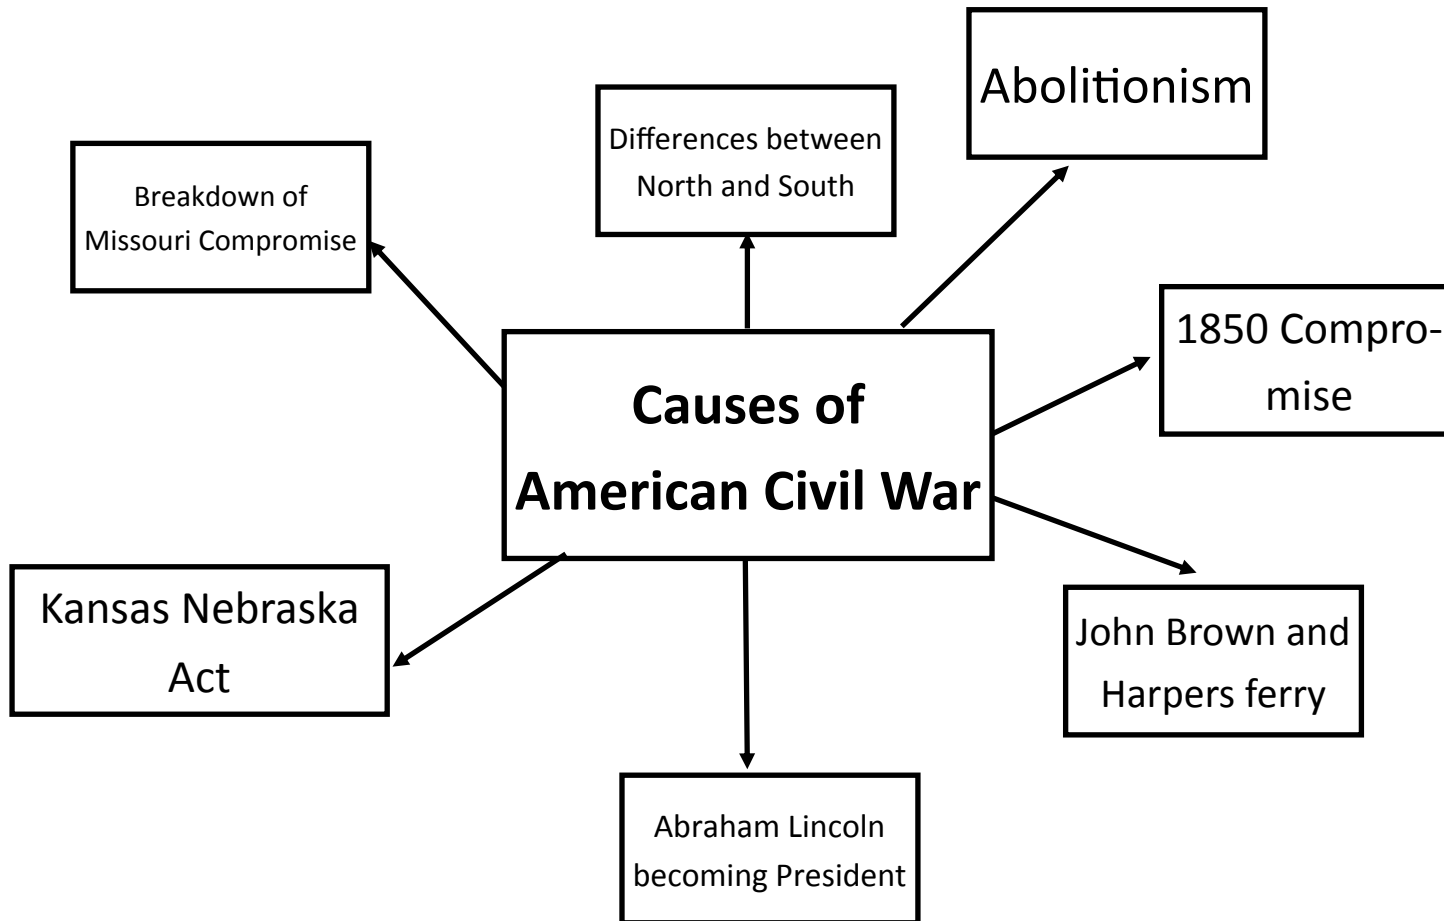 Abolitionism
Differences between
North and South
Breakdown of
Missouri Compromise
1850 Compro-
mise
Causes of
American Civil War
Kansas Nebraska
Act
John Brown and
Harpers ferry
Abraham Lincoln
becoming President